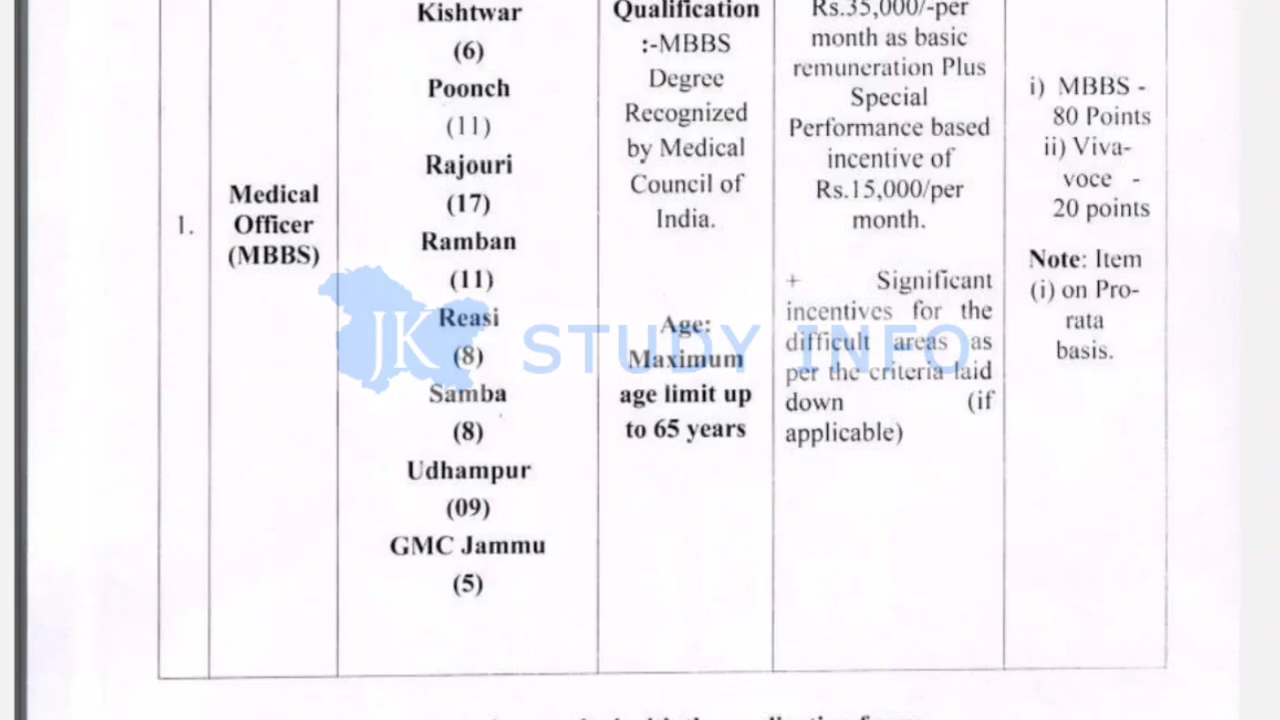 1.
Medical
Officer
(MBBS)
Kishtwar
(6)
Poonch
(11)
Rajouri
(17)
Ramban
(11)
Reasi
(8)
Samba
(8)
Udhampur
(09)
GMC Jammu
(5)
Qualification
:-MBBS
Degree
Recognized
by Medical
Council of
India.
Age:
Maximum
age limit up
to 65 years
Rs.35,000/-per
month as basic
remuneration Plus
Special
Performance based
incentive of
Rs.15,000/per
month.
+ Significant
incentives for the
difficult areas as
per the criteria laid
down (if
applicable)
i) MBBS -
80 Points
ii) Viva-
voce -
20 points
Note: Item
(i) on Pro-
rata
basis.
JK STUDY INFO